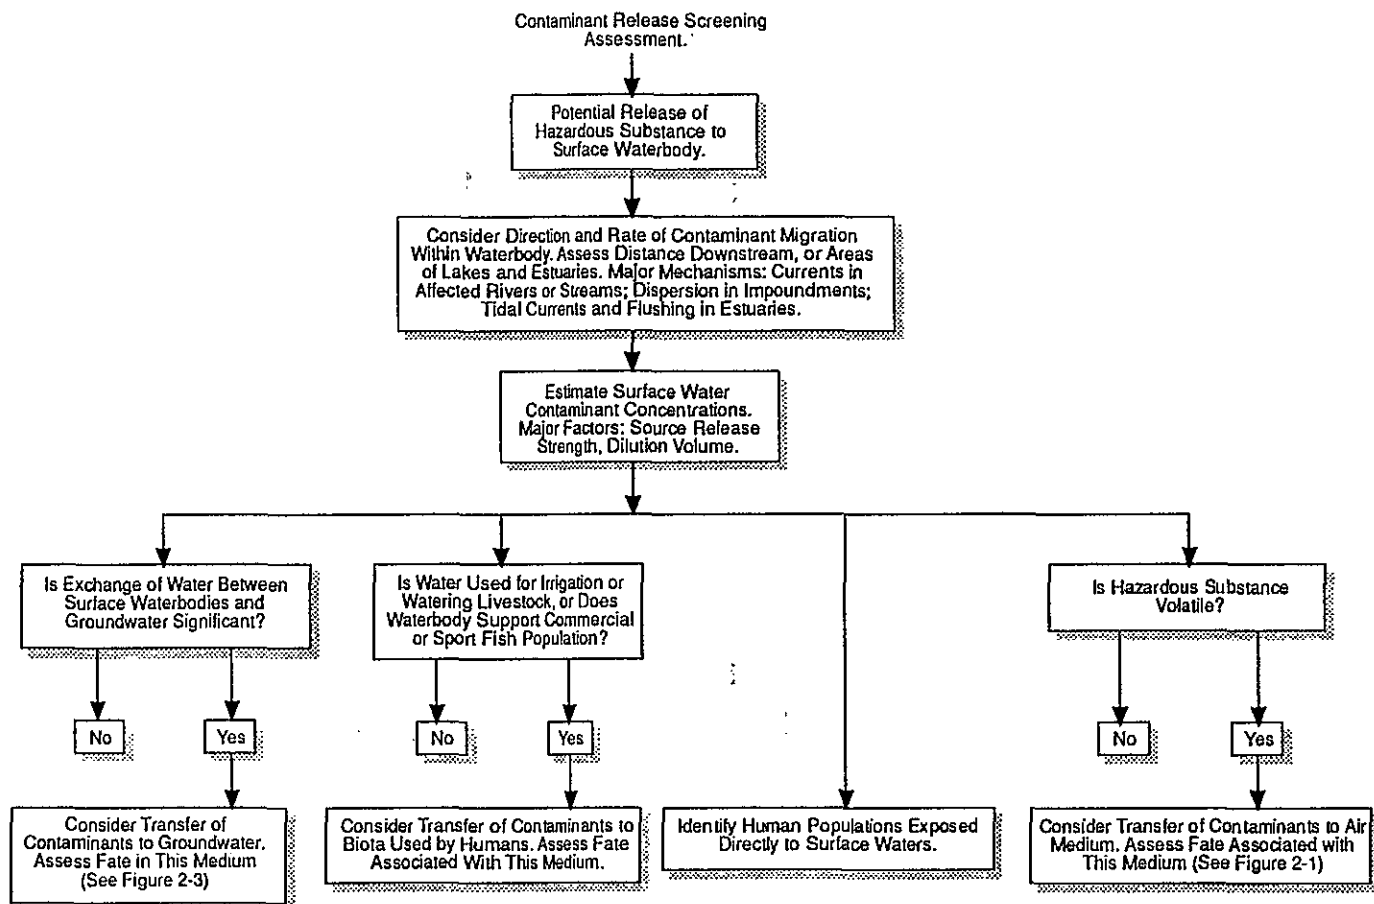 Contaminant Release Screening
Assessment.
Potential Release of
Hazardous Substance to
Surface Waterbody.
Consider Direction and Rate of Contaminant Migration
Within Waterbody. Assess Distance Downstream, or Areas
of Lakes and Estuaries. Major Mechanisms: Currents in
Affected Rivers or Streams; Dispersion in Impoundments;
Tidal Currents and Flushing in Estuaries.
Estimate Surface Water
Contaminant Concentrations.
Major Factors: Source Release
Strength, Dilution Volume.
Is Exchange of Water Between
Surface Waterbodies and
Groundwater Significant?
Is Water Used for Irrigation or
Watering Livestock, or Does
Waterbody Support Commercial
or Sport Fish Population?
Is Hazardous Substance
Volatile?
No
Yes
No
Yes
No
Yes
Consider Transfer of
Contaminants to Groundwater.
Assess Fate in This Medium
(See Figure 2-3)
Consider Transfer of Contaminants to
Biota Used by Humans. Assess Fate
Associated With This Medium.
Identify Human Populations Exposed
Directly to Surface Waters.
Consider Transfer of Contaminants to Air
Medium. Assess Fate Associated with
This Medium (See Figure 2-1)